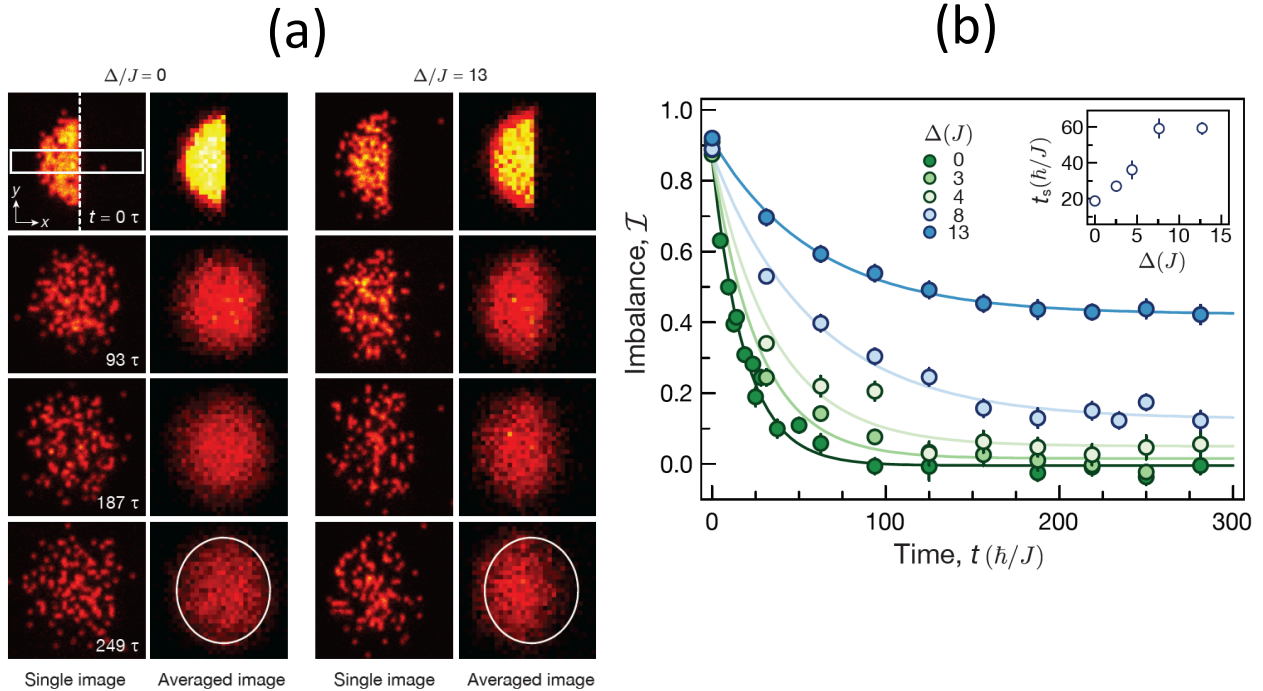 (a)
Δ/J = 0
Δ/J = 13
y
x
t = 0 τ
93 τ
187 τ
249 τ
Single image
Averaged image
Single image
Averaged image
(b)
Imbalance, ℐ
1.0
0.8
0.6
0.4
0.2
0.0
Δ(J)
0
3
4
8
13
tₛ(ħ/J)
60
40
20
0
5
10
15
Δ(J)
0
100
200
300
Time, t (ħ/J)